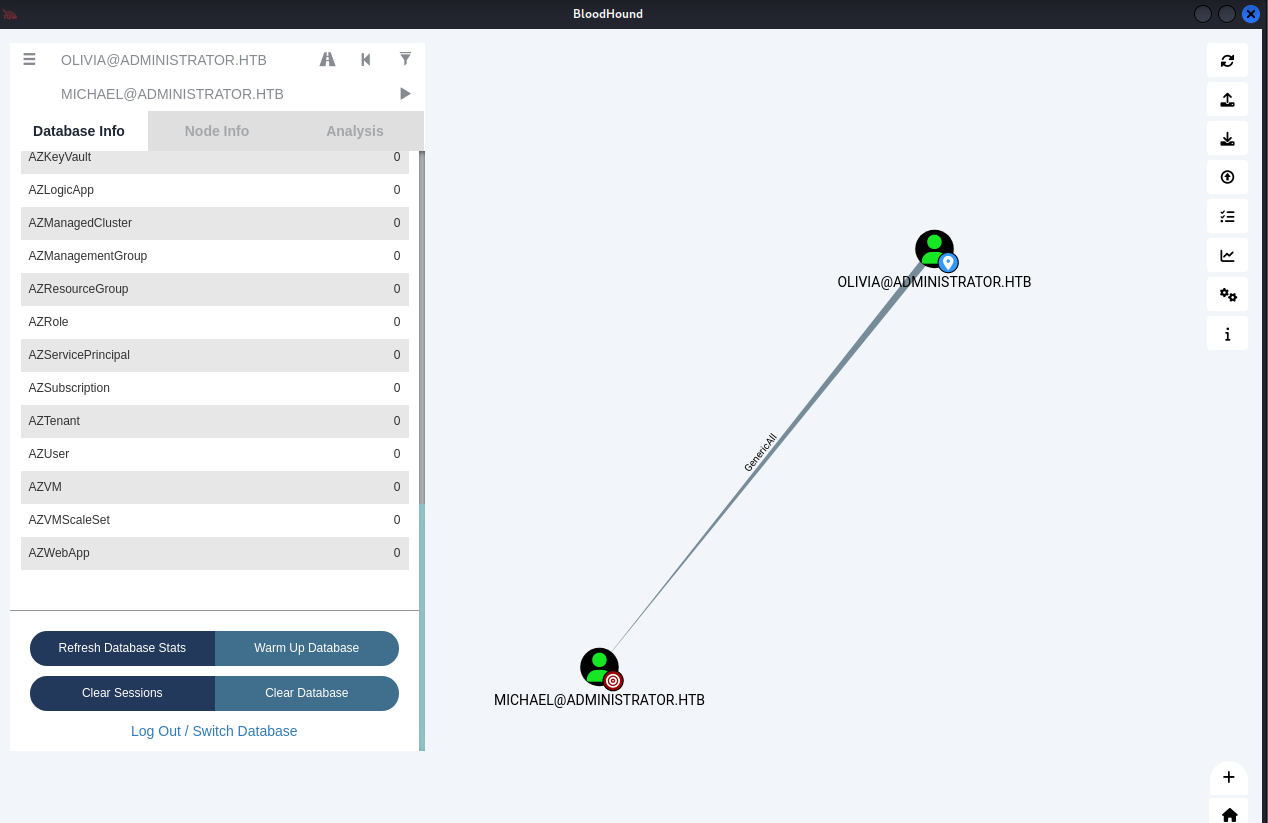 BloodHound
OLIVIA@ADMINISTRATOR.HTB
MICHAEL@ADMINISTRATOR.HTB
Database Info Node Info Analysis
AZKeyVault 0
AZLogicApp 0
AZManagedCluster 0
AZManagementGroup 0
AZResourceGroup 0
AZRole 0
AZServicePrincipal 0
AZSubscription 0
AZTenant 0
AZUser 0
AZVM 0
AZVMScaleSet 0
AZWebApp 0
Refresh Database Stats Warm Up Database
Clear Sessions Clear Database
Log Out / Switch Database
OLIVIA@ADMINISTRATOR.HTB
GenericAll
MICHAEL@ADMINISTRATOR.HTB